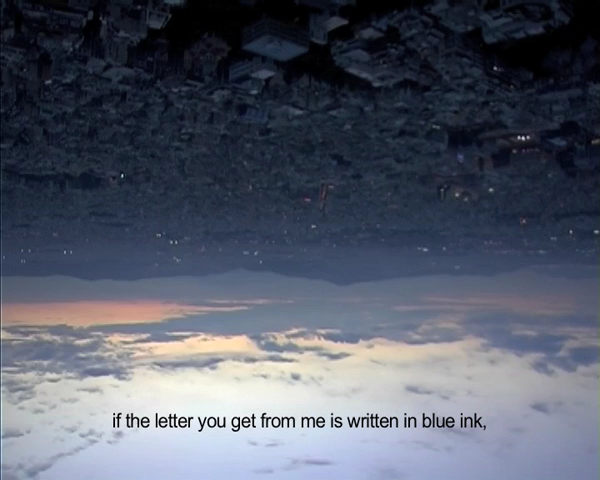 if the letter you get from me is written in blue ink,